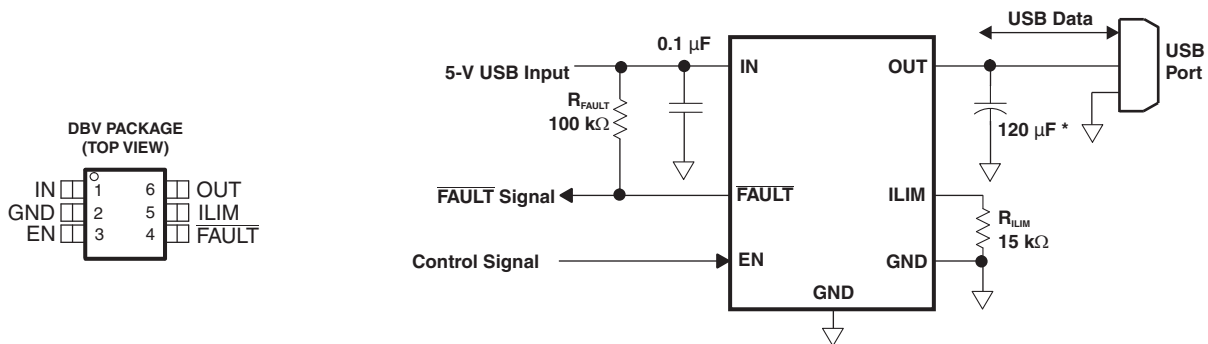 DBV PACKAGE
(TOP VIEW)
IN 1 6 OUT
GND 2 5 ILIM
EN 3 4 FAULT
USB Data
USB
Port
0.1 μF
5-V USB Input
IN
OUT
RFAULT
100 kΩ
120 μF *
FAULT Signal
FAULT
ILIM
RILIM
15 kΩ
Control Signal
EN
GND
GND